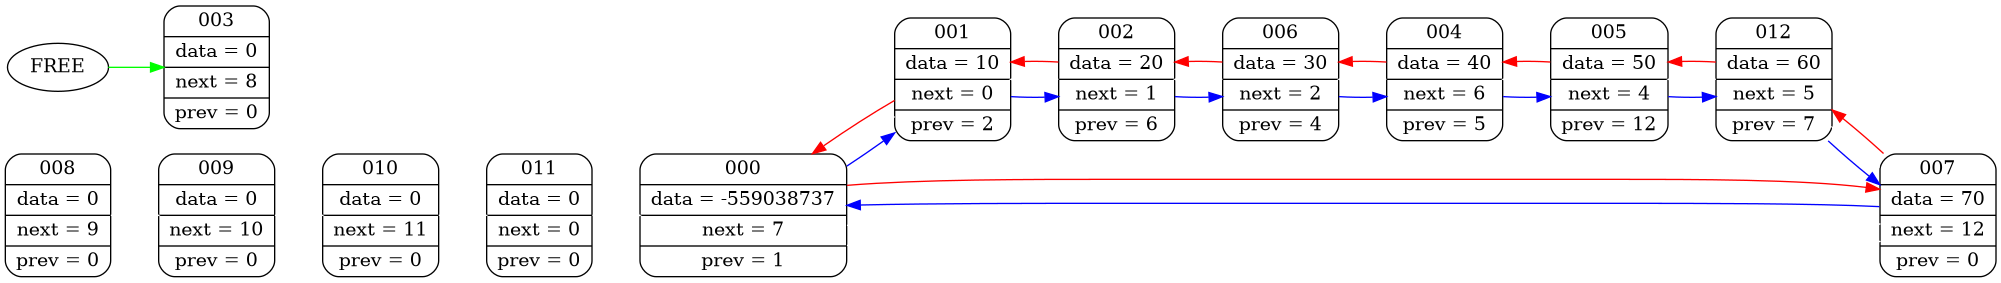 FREE
003
data = 0
next = 8
prev = 0
001
data = 10
next = 0
prev = 2
002
data = 20
next = 1
prev = 6
006
data = 30
next = 2
prev = 4
004
data = 40
next = 6
prev = 5
005
data = 50
next = 4
prev = 12
012
data = 60
next = 5
prev = 7
008
data = 0
next = 9
prev = 0
009
data = 0
next = 10
prev = 0
010
data = 0
next = 11
prev = 0
011
data = 0
next = 0
prev = 0
000
data = -559038737
next = 7
prev = 1
007
data = 70
next = 12
prev = 0